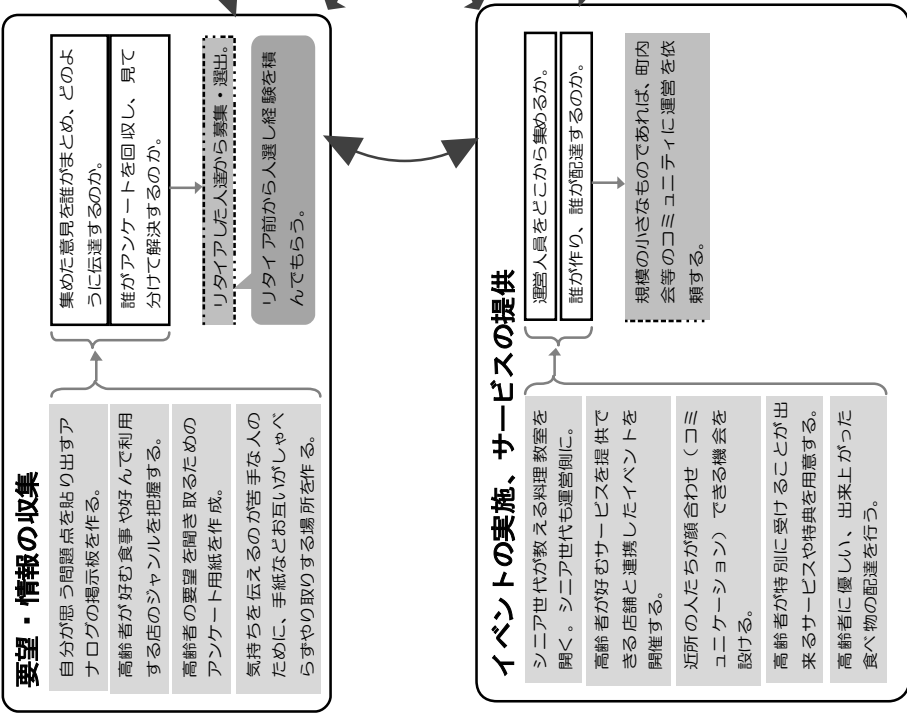 要望・情報の収集
自分が思う問題点を貼り出すア
ナログの掲示板を作る。
高齢者が好む食事や好んで利用
する店のジャンルを把握する。
高齢者の要望を聞き取るための
アンケート用紙を作成。
気持ちを伝えるのが苦手な人の
ために、手紙などお互いがしゃべ
らずやり取りする場所を作る。
集めた意見を誰がまとめ、どのよ
うに伝達するのか。
誰がアンケートを回収し、見て
分けて解決するのか。
リタイアした人達から募集・選出。
リタイア前から人選し経験を積
んでもらう。
イベントの実施、サービスの提供
シニア世代が教える料理教室を
開く。シニア世代も運営側に。
高齢者が好むサービスを提供で
きる店舗と連携したイベントを
開催する。
近所の人たちが顔合わせ（コミ
ュニケーション）できる機会を
設ける。
高齢者が特別に受けることが出
来るサービスや特典を用意する。
高齢者に優しい、出来上がった
食べ物の配達を行う。
運営人員をどこから集めるか。
誰が作り、誰が配達するのか。
規模の小さなものであれば、町内
会等のコミュニティに運営を依
頼する。